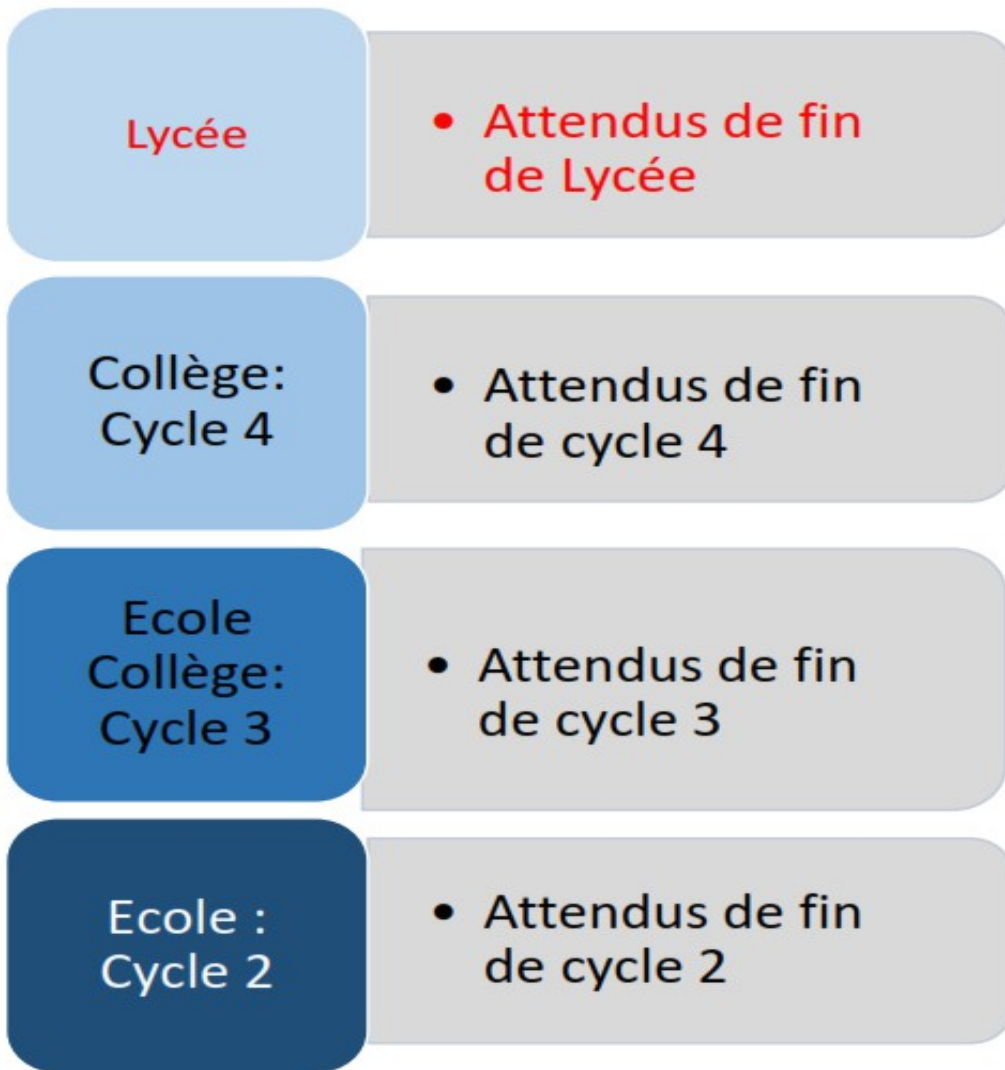 Lycée
• Attendus de fin
de Lycée
Collège:
Cycle 4
• Attendus de fin
de cycle 4
Ecole
Collège:
Cycle 3
• Attendus de fin
de cycle 3
Ecole :
Cycle 2
• Attendus de fin
de cycle 2